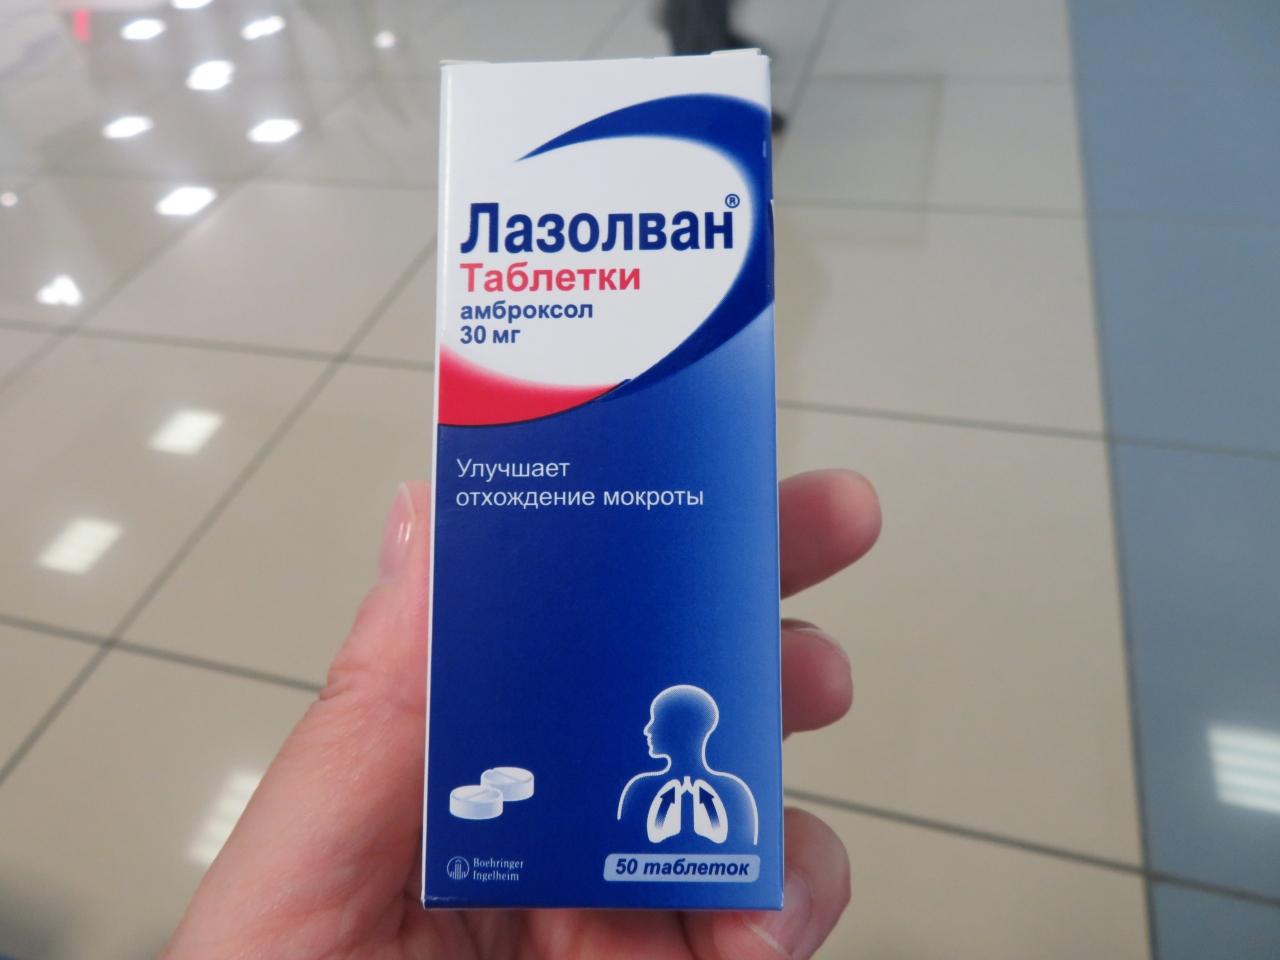 Лазолван®
Таблетки
амброксол
30 мг
Улучшает
отхождение мокроты
Boehringer
Ingelheim
50 таблеток